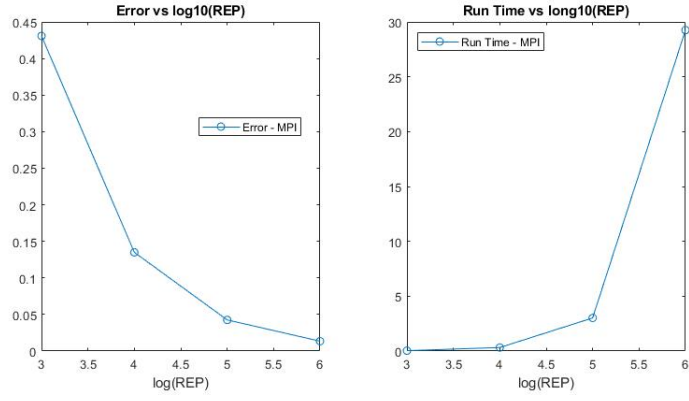 Error vs log10(REP)
0.45
0.4
0.35
0.3
0.25
0.2
0.15
0.1
0.05
0
Error - MPI
3 3.5 4 4.5 5 5.5 6
log(REP)
Run Time vs long10(REP)
30
25
20
15
10
5
0
Run Time - MPI
3 3.5 4 4.5 5 5.5 6
log(REP)